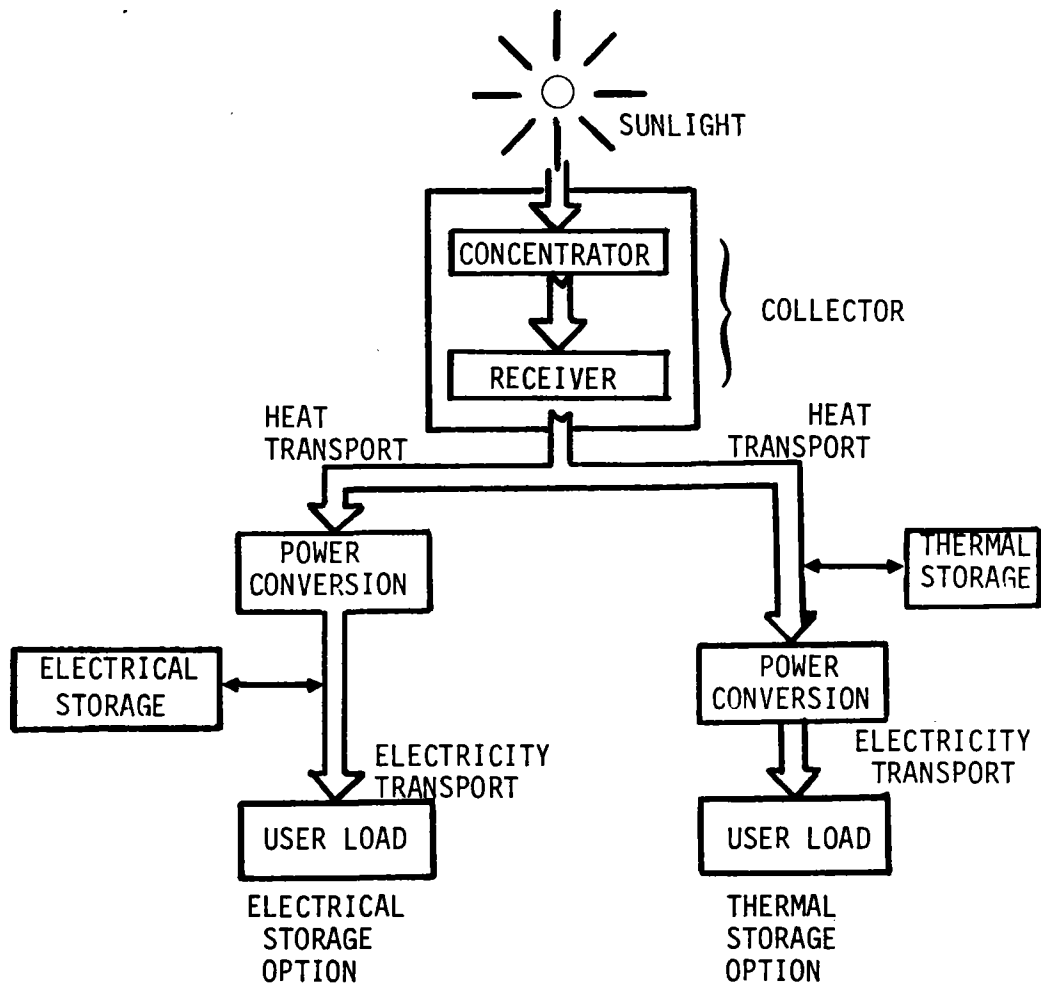 SUNLIGHT
CONCENTRATOR
COLLECTOR
RECEIVER
HEAT
TRANSPORT
HEAT
TRANSPORT
POWER
CONVERSION
THERMAL
STORAGE
ELECTRICAL
STORAGE
POWER
CONVERSION
ELECTRICITY
TRANSPORT
ELECTRICITY
TRANSPORT
USER LOAD
USER LOAD
ELECTRICAL
STORAGE
OPTION
THERMAL
STORAGE
OPTION